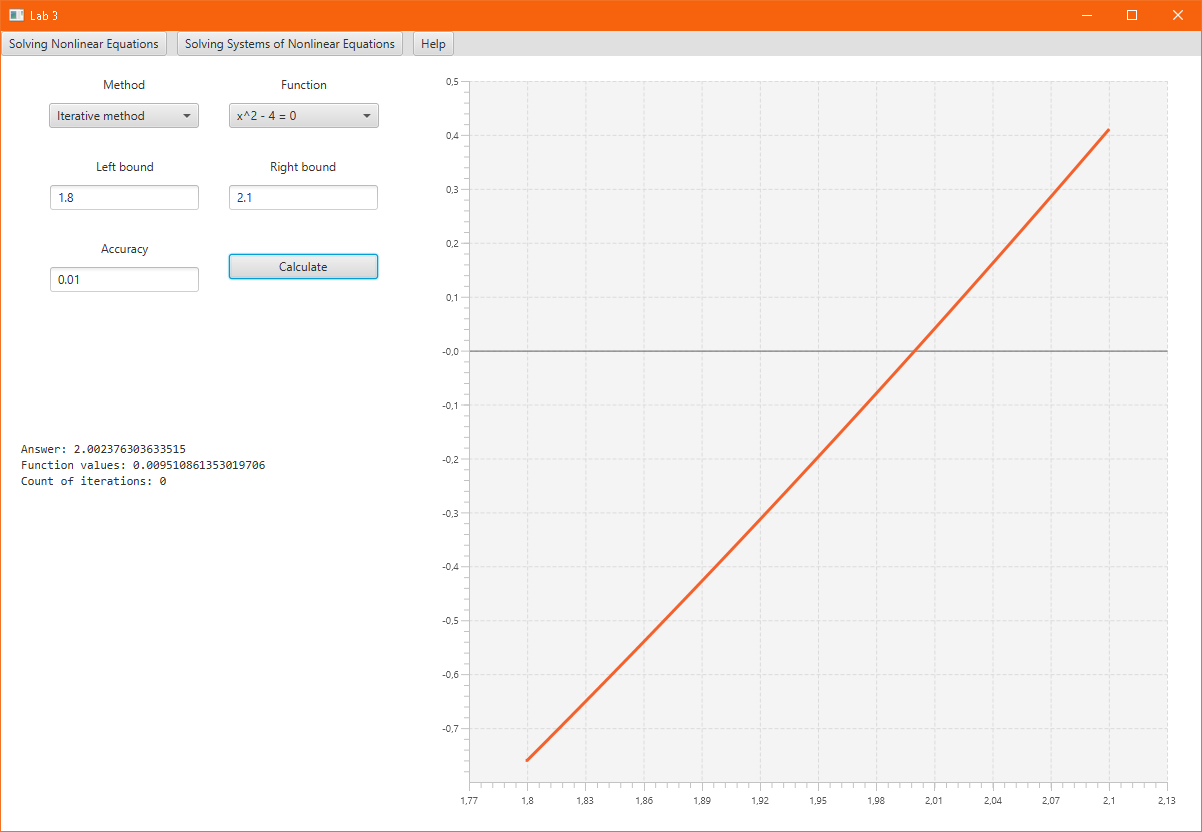 Lab 3
Solving Nonlinear Equations Solving Systems of Nonlinear Equations Help
Method Function
Iterative method x^2 - 4 = 0
Left bound Right bound
1.8 2.1
Accuracy
0.01 Calculate
Answer: 2.002376303633515
Function values: 0.009510861353019706
Count of iterations: 0
0,5
0,4
0,3
0,2
0,1
-0,0
-0,1
-0,2
-0,3
-0,4
-0,5
-0,6
-0,7
1,77 1,8 1,83 1,86 1,89 1,92 1,95 1,98 2,01 2,04 2,07 2,1 2,13